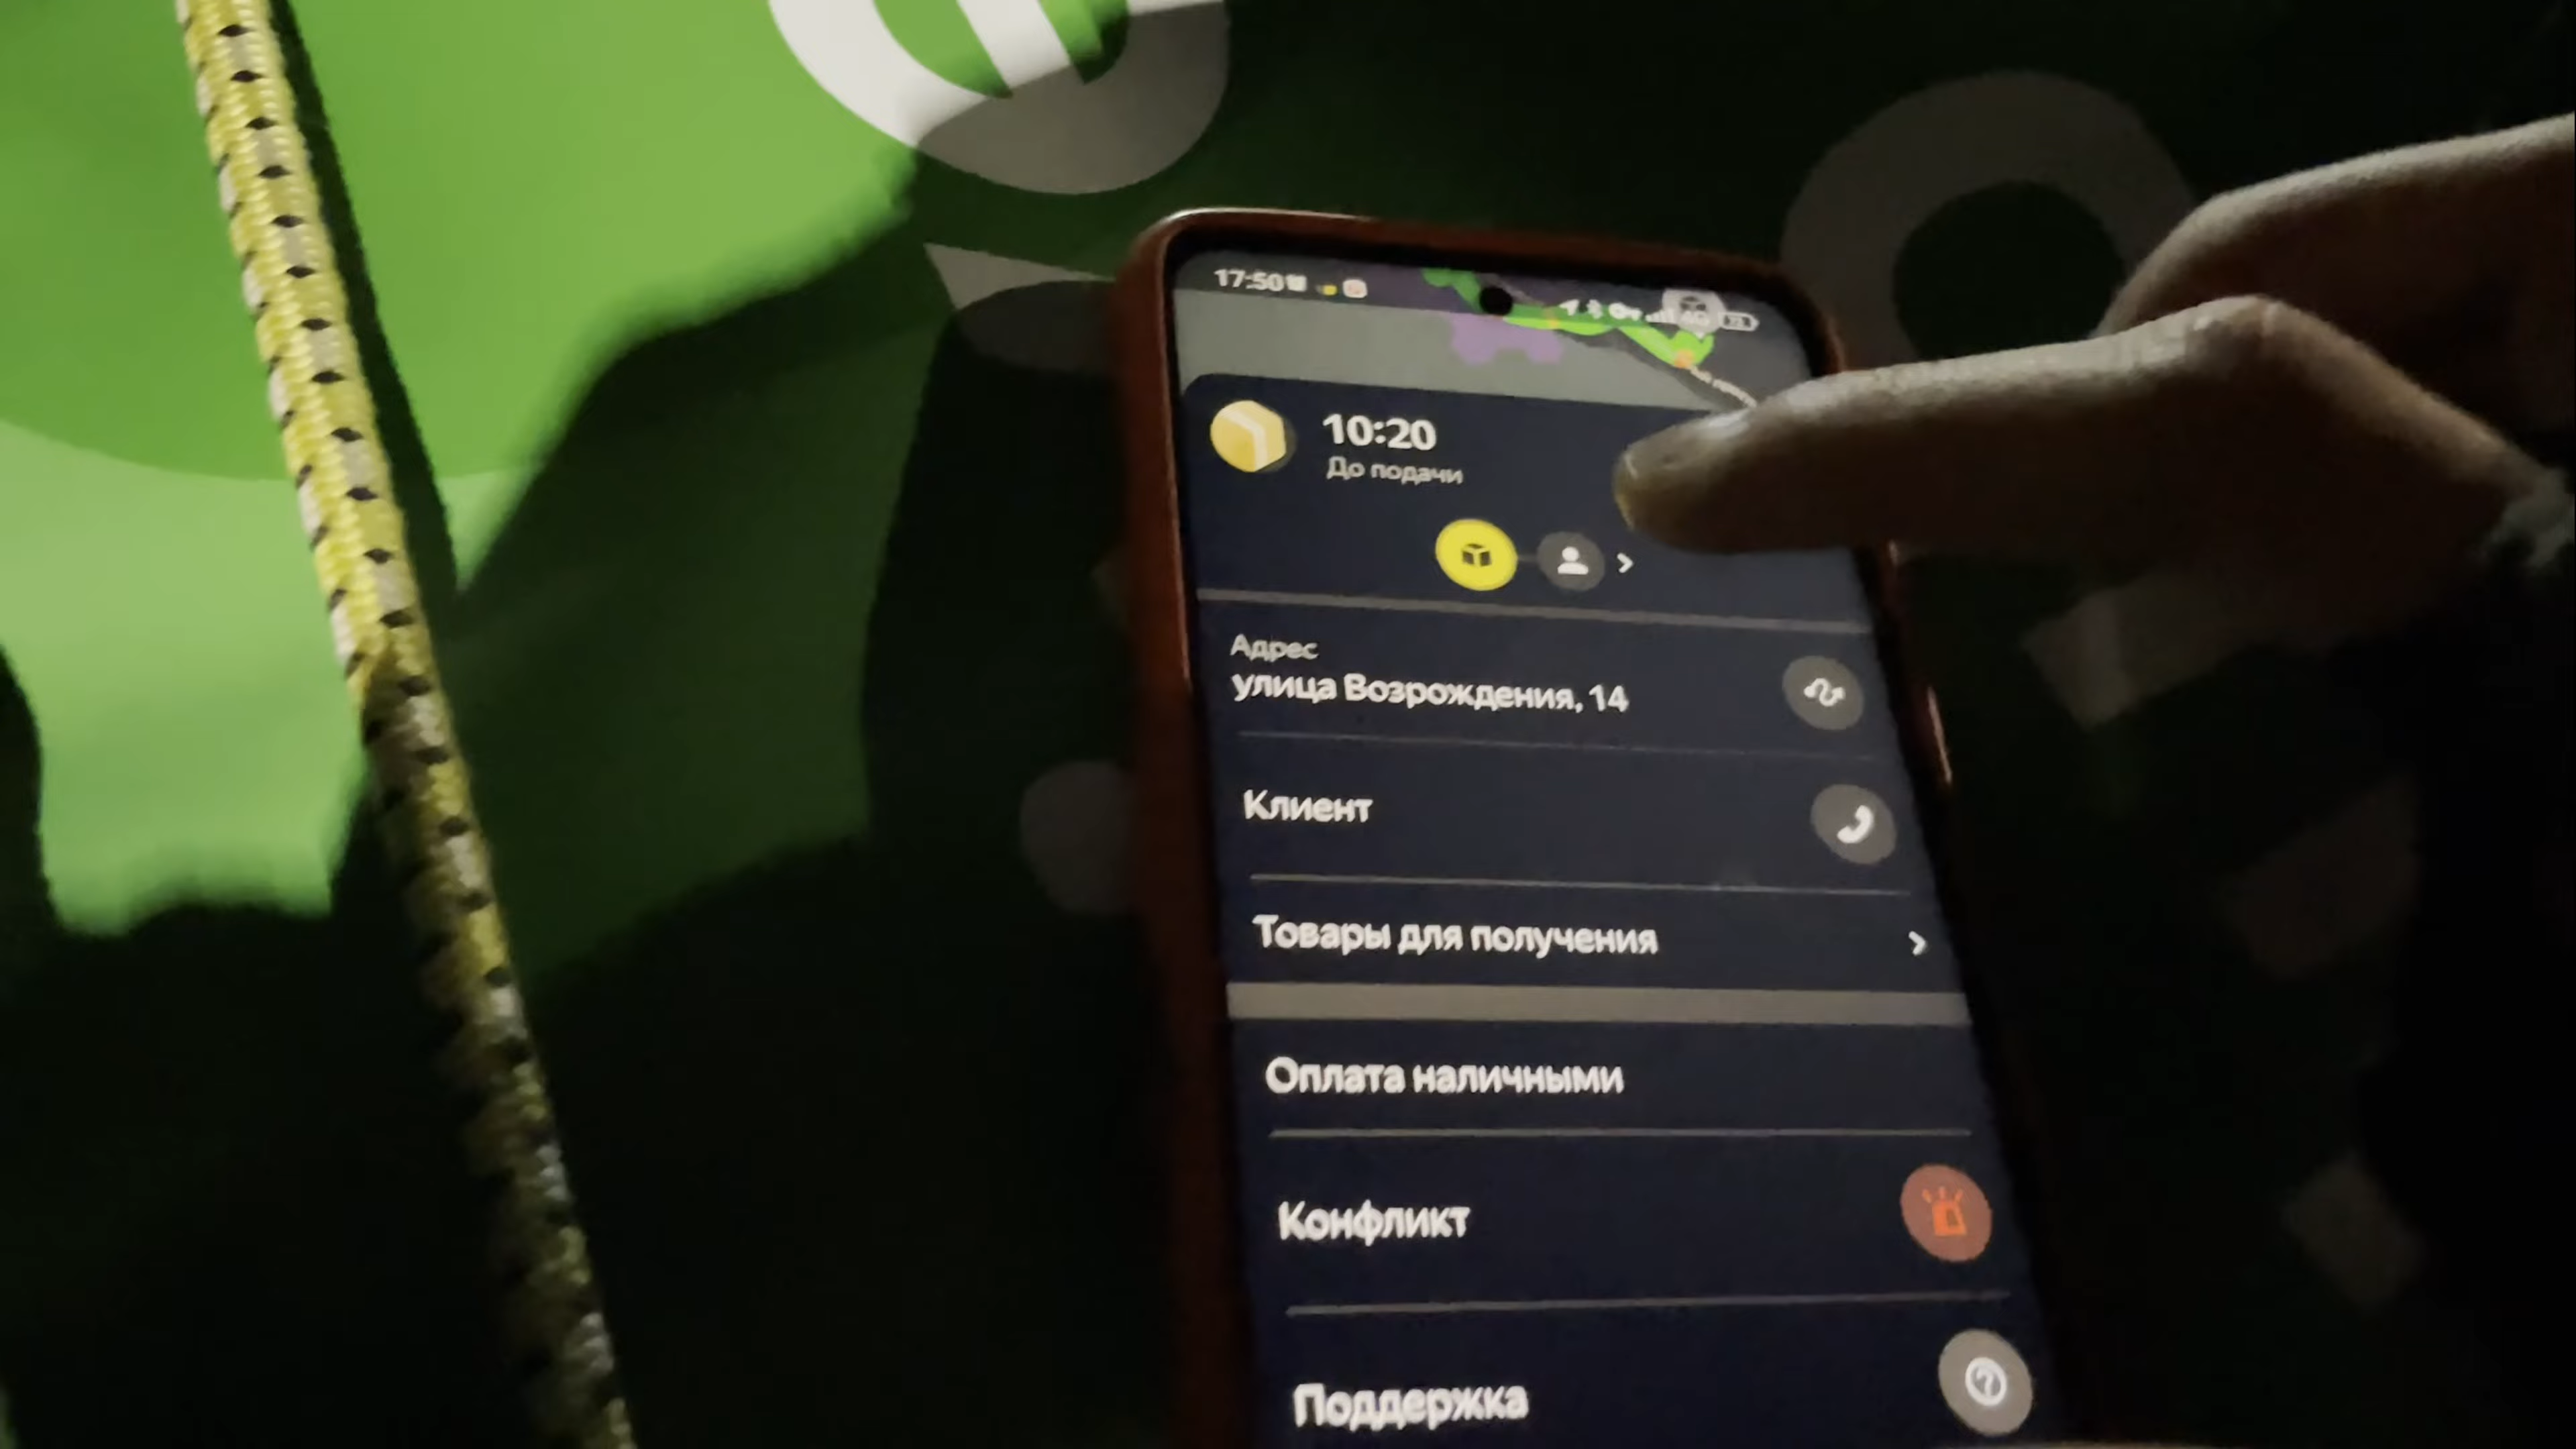 17:50
10:20
До подачи
Адрес
улица Возрождения, 14
Клиент
Товары для получения
Оплата наличными
Конфликт
Поддержка